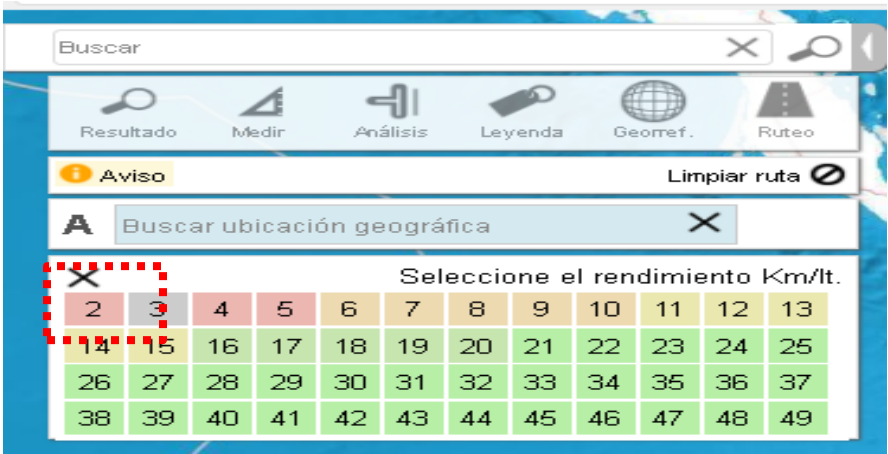 Buscar
Resultado Medir Análisis Leyenda Georref. Ruteo
Aviso Limpiar ruta
A Buscar ubicación geográfica
Seleccione el rendimiento Km/lt.
2 3 4 5 6 7 8 9 10 11 12 13
14 15 16 17 18 19 20 21 22 23 24 25
26 27 28 29 30 31 32 33 34 35 36 37
38 39 40 41 42 43 44 45 46 47 48 49